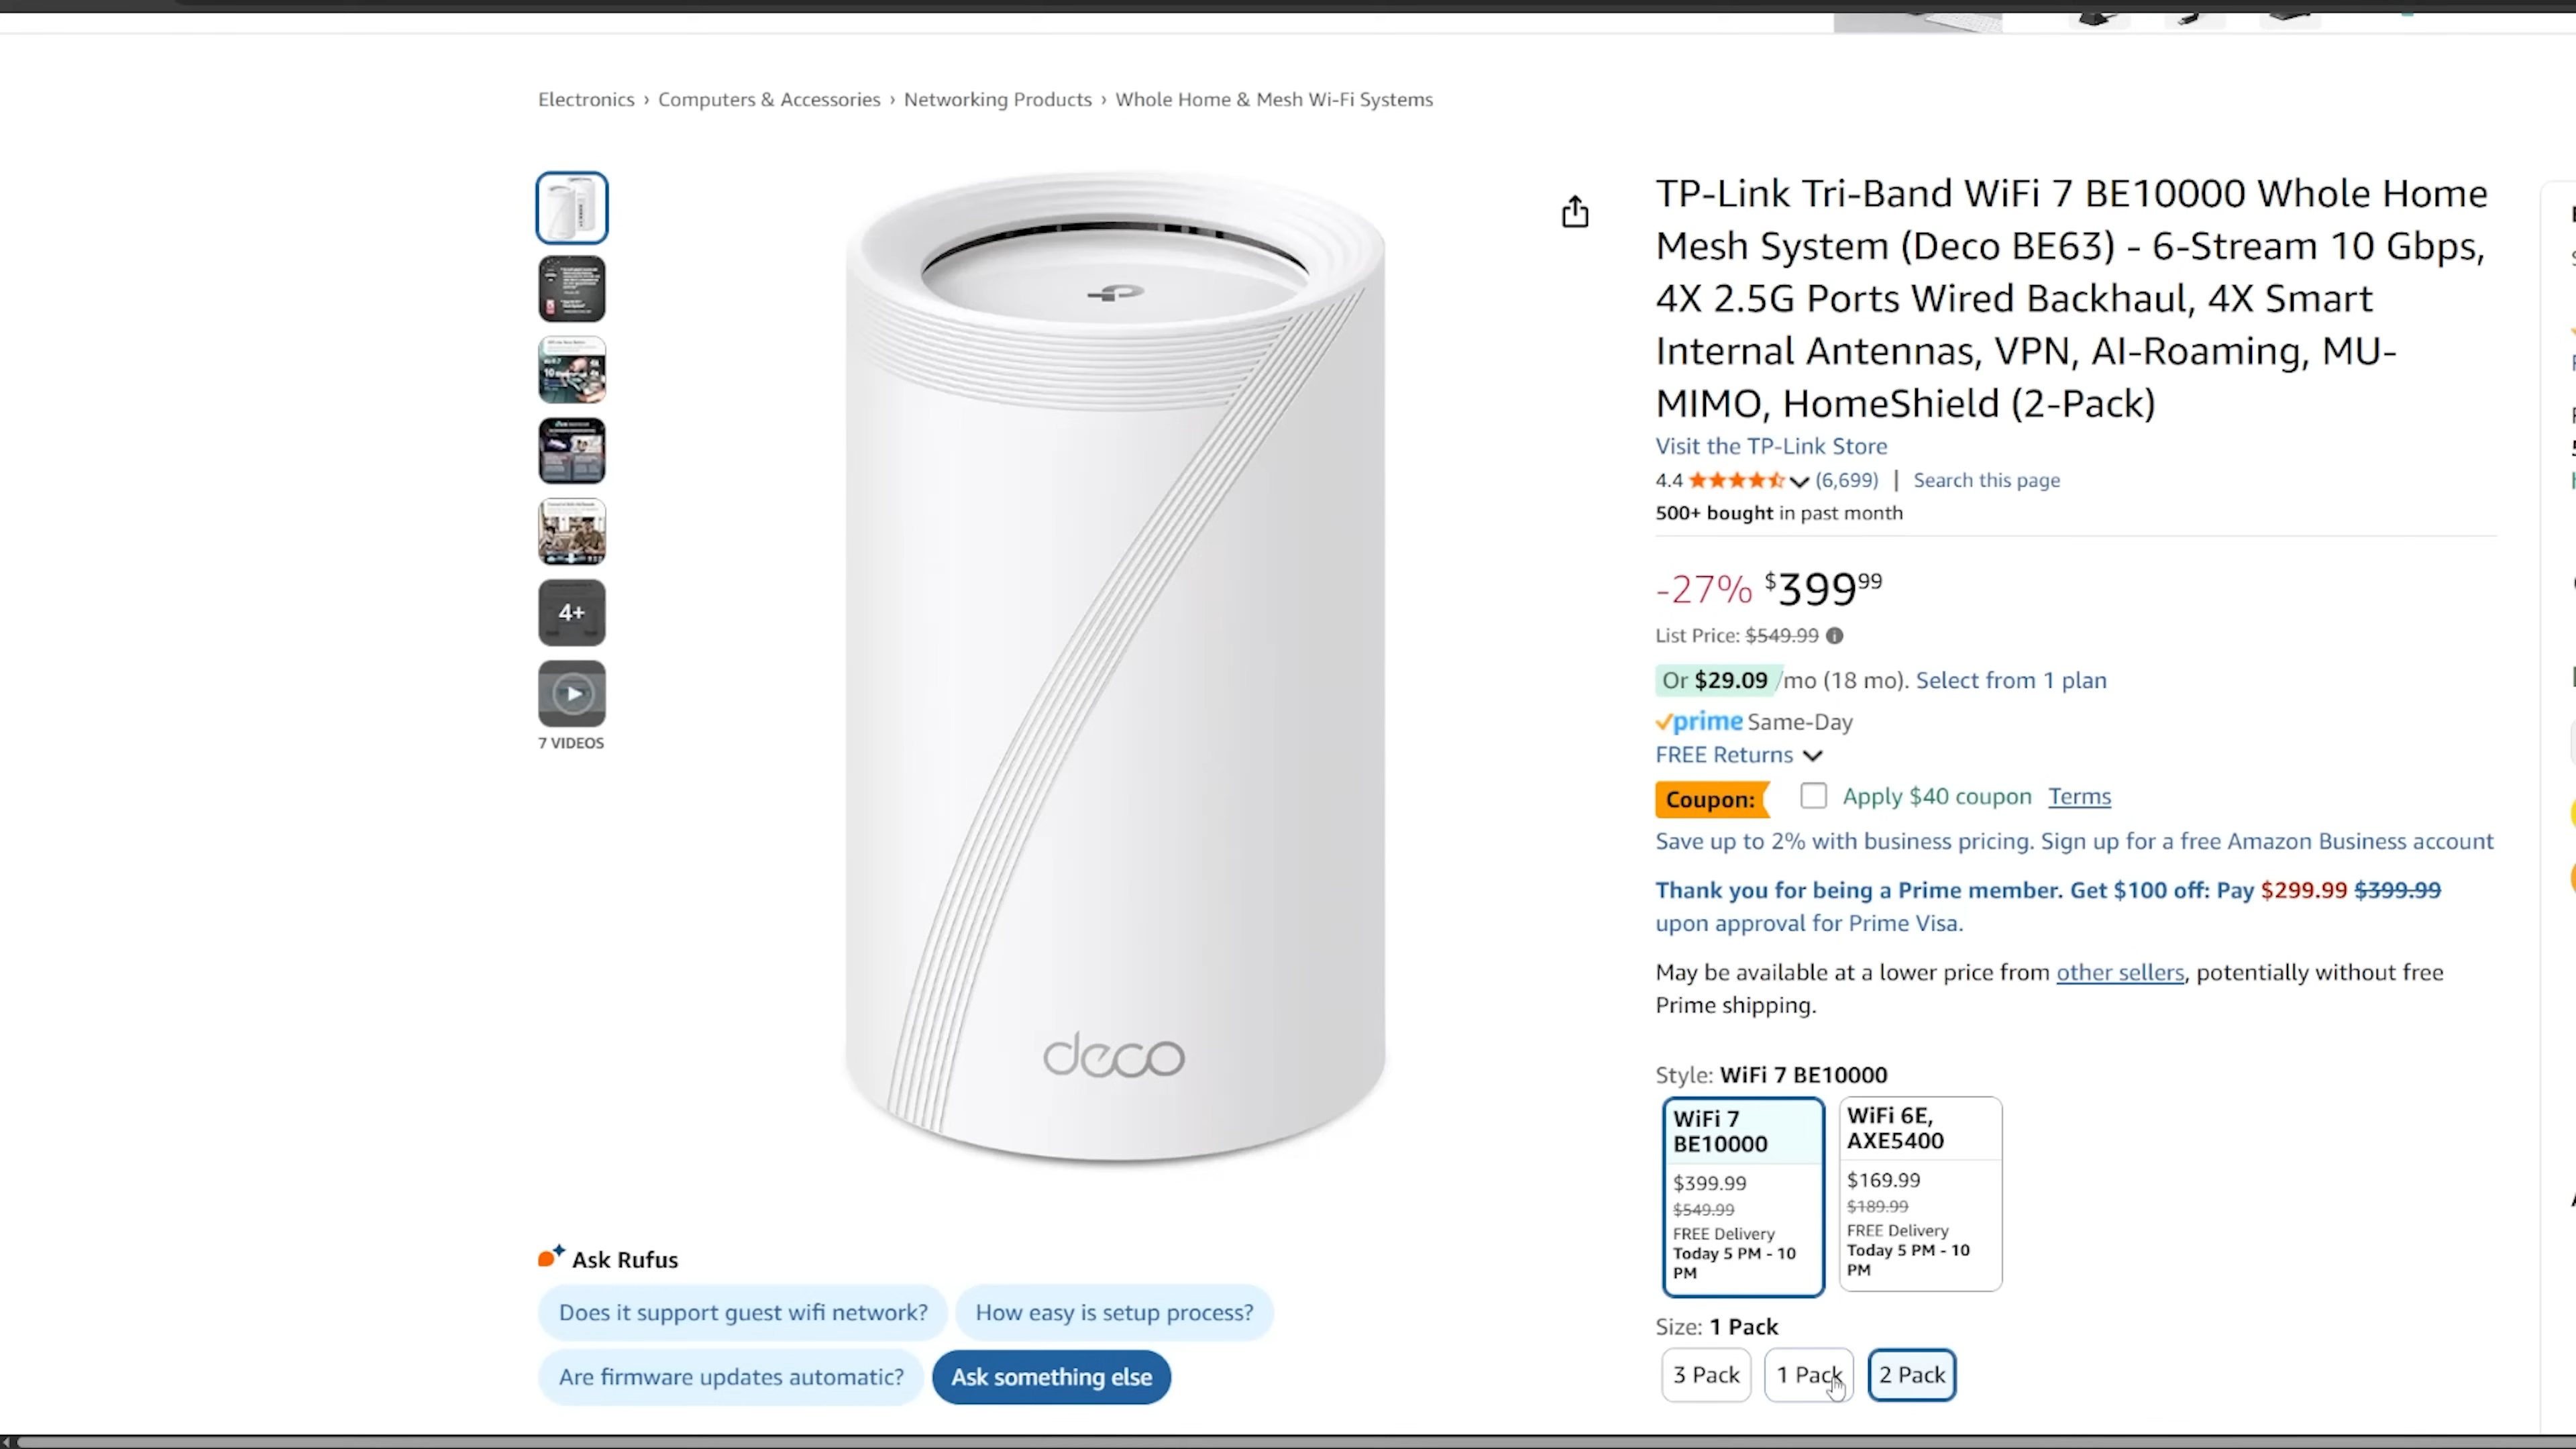 Electronics › Computers & Accessories › Networking Products › Whole Home & Mesh Wi-Fi Systems
4+
7 VIDEOS
deco
TP-Link Tri-Band WiFi 7 BE10000 Whole Home
Mesh System (Deco BE63) - 6-Stream 10 Gbps,
4X 2.5G Ports Wired Backhaul, 4X Smart
Internal Antennas, VPN, AI-Roaming, MU-
MIMO, HomeShield (2-Pack)
Visit the TP-Link Store
4.4 (6,699) | Search this page
500+ bought in past month
-27% $399 99
List Price: $549.99
Or $29.09 /mo (18 mo). Select from 1 plan
prime Same-Day
FREE Returns
Coupon: Apply $40 coupon Terms
Save up to 2% with business pricing. Sign up for a free Amazon Business account
Thank you for being a Prime member. Get $100 off: Pay $299.99 $399.99
upon approval for Prime Visa.
May be available at a lower price from other sellers, potentially without free
Prime shipping.
Style: WiFi 7 BE10000
WiFi 7
BE10000
$399.99
$549.99
FREE Delivery
Today 5 PM - 10
PM
WiFi 6E,
AXE5400
$169.99
$189.99
FREE Delivery
Today 5 PM - 10
PM
Size: 1 Pack
3 Pack 1 Pack 2 Pack
Ask Rufus
Does it support guest wifi network? How easy is setup process?
Are firmware updates automatic? Ask something else